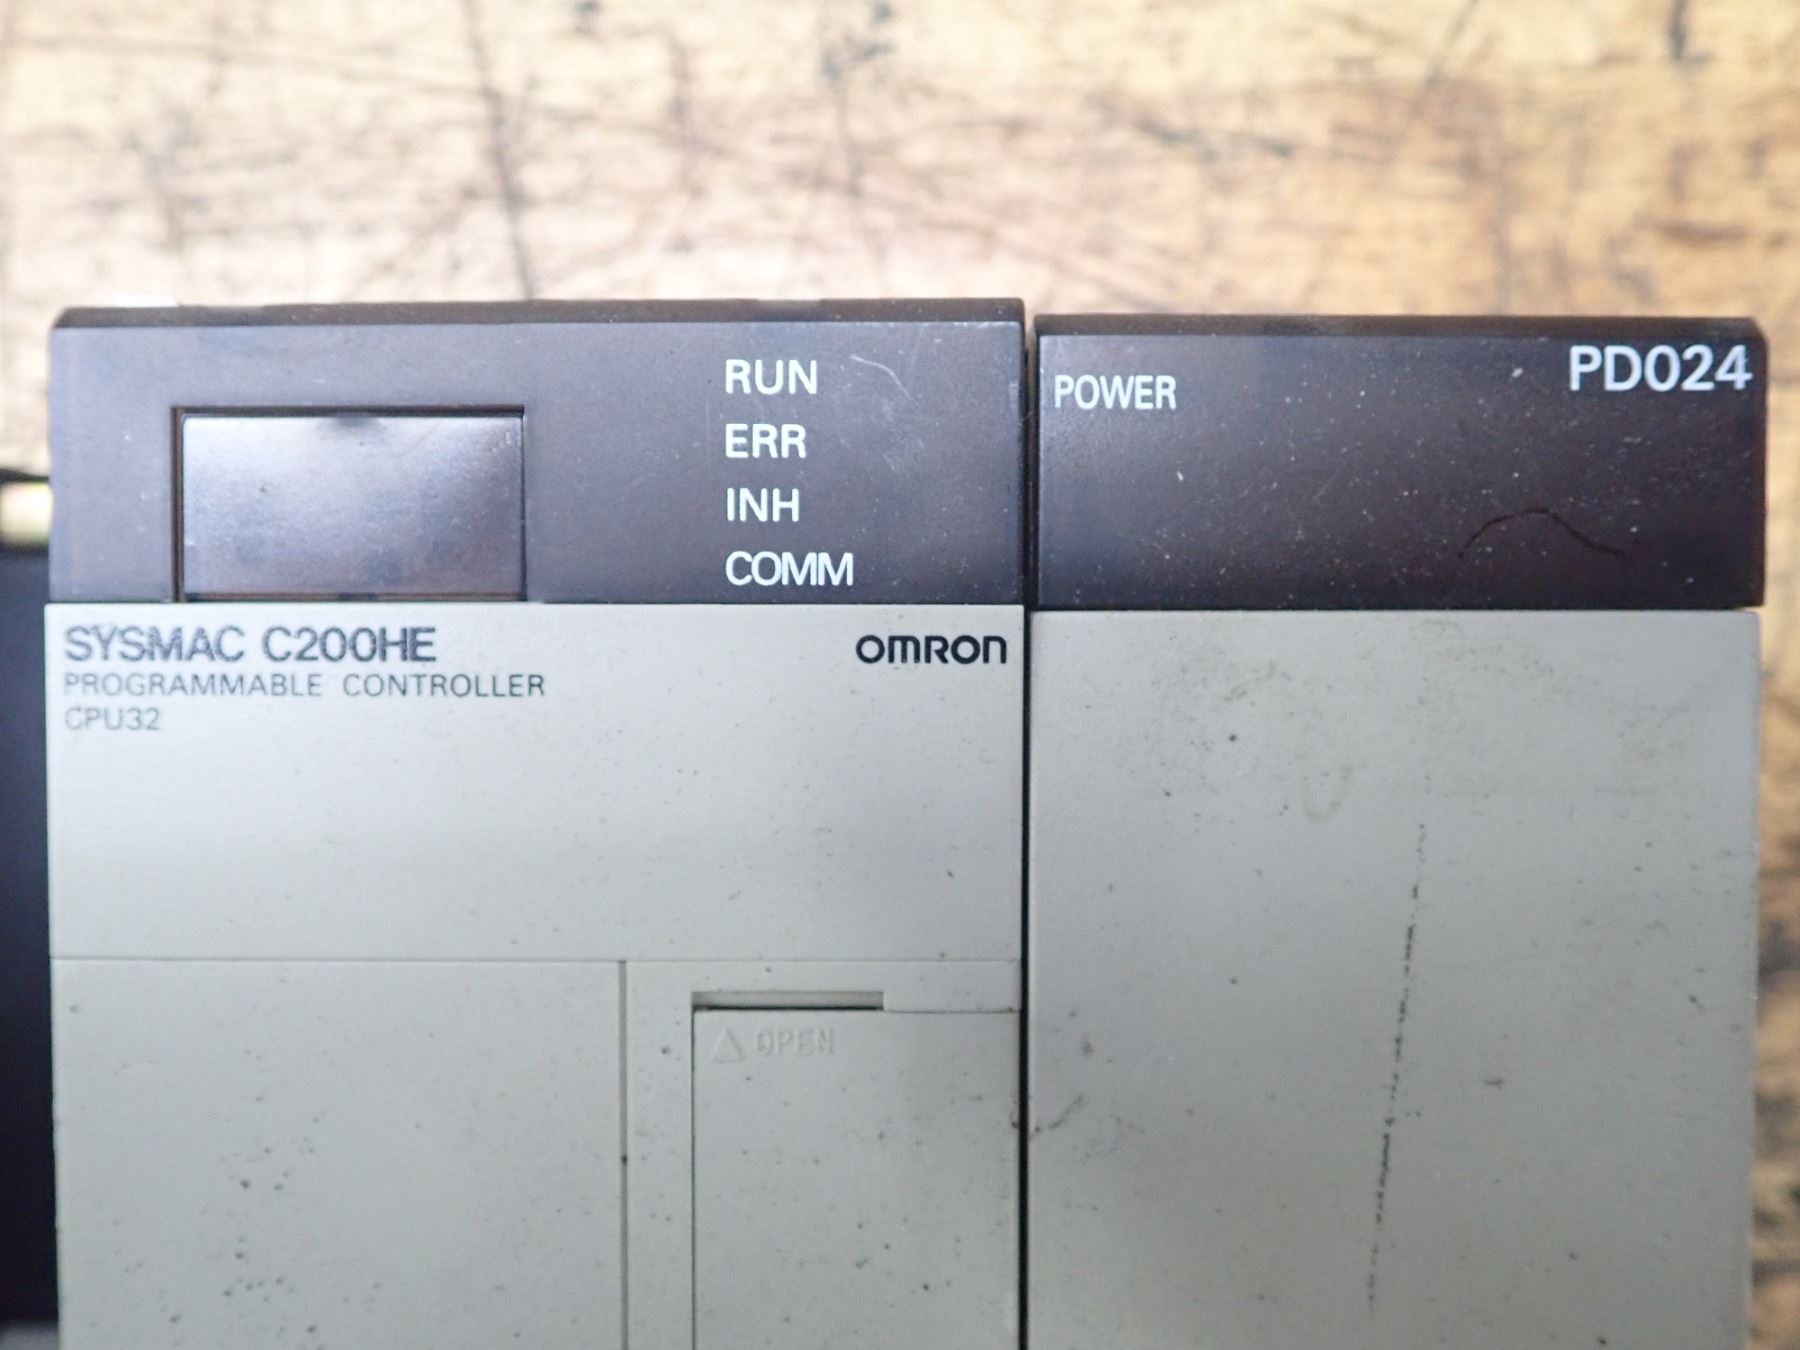 RUN
ERR
INH
COMM
SYSMAC C200HE
OMRON
PROGRAMMABLE CONTROLLER
CPU32
△ OPEN
POWER
PD024